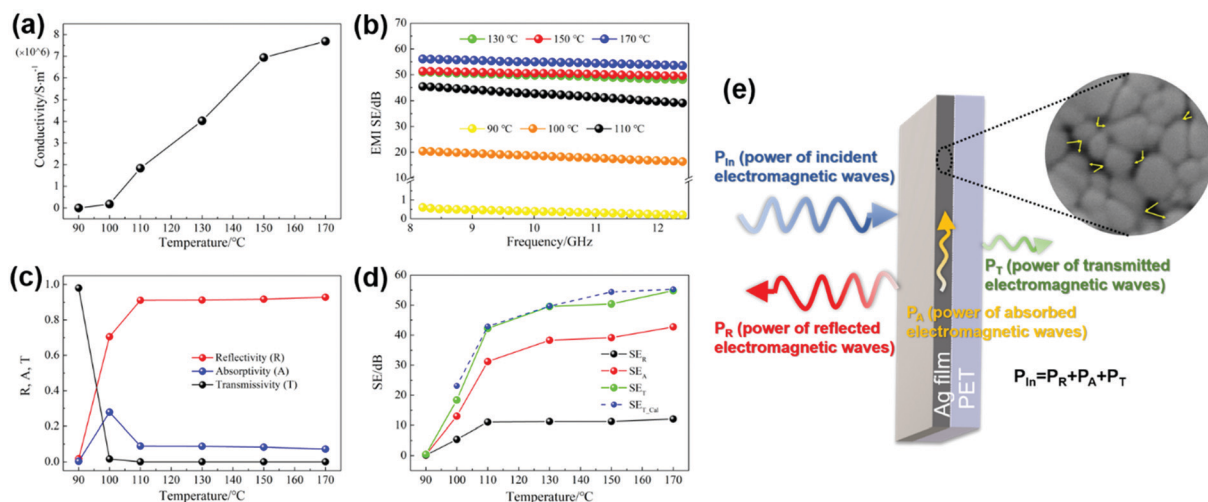 (a)
(×10^6)
8
7
6
5
4
3
2
1
0
Conductivity/S·m⁻¹
90 100 110 120 130 140 150 160 170
Temperature/°C
(b)
70
60
50
40
30
20
10
1
0
EMI SE/dB
130 °C 150 °C 170 °C
90 °C 100 °C 110 °C
8 9 10 11 12
Frequency/GHz
(c)
1.0
0.8
0.6
0.4
0.2
0.0
R, A, T
Reflectivity (R)
Absorptivity (A)
Transmissivity (T)
90 100 110 120 130 140 150 160 170
Temperature/°C
(d)
60
50
40
30
20
10
0
SE/dB
SE_R
SE_A
SE_T
SE_T_Cal
90 100 110 120 130 140 150 160 170
Temperature/°C
(e)
P_In (power of incident
electromagnetic waves)
P_R (power of reflected
electromagnetic waves)
P_A (power of absorbed
electromagnetic waves)
P_T (power of transmitted
electromagnetic waves)
Ag film
PET
P_In=P_R+P_A+P_T